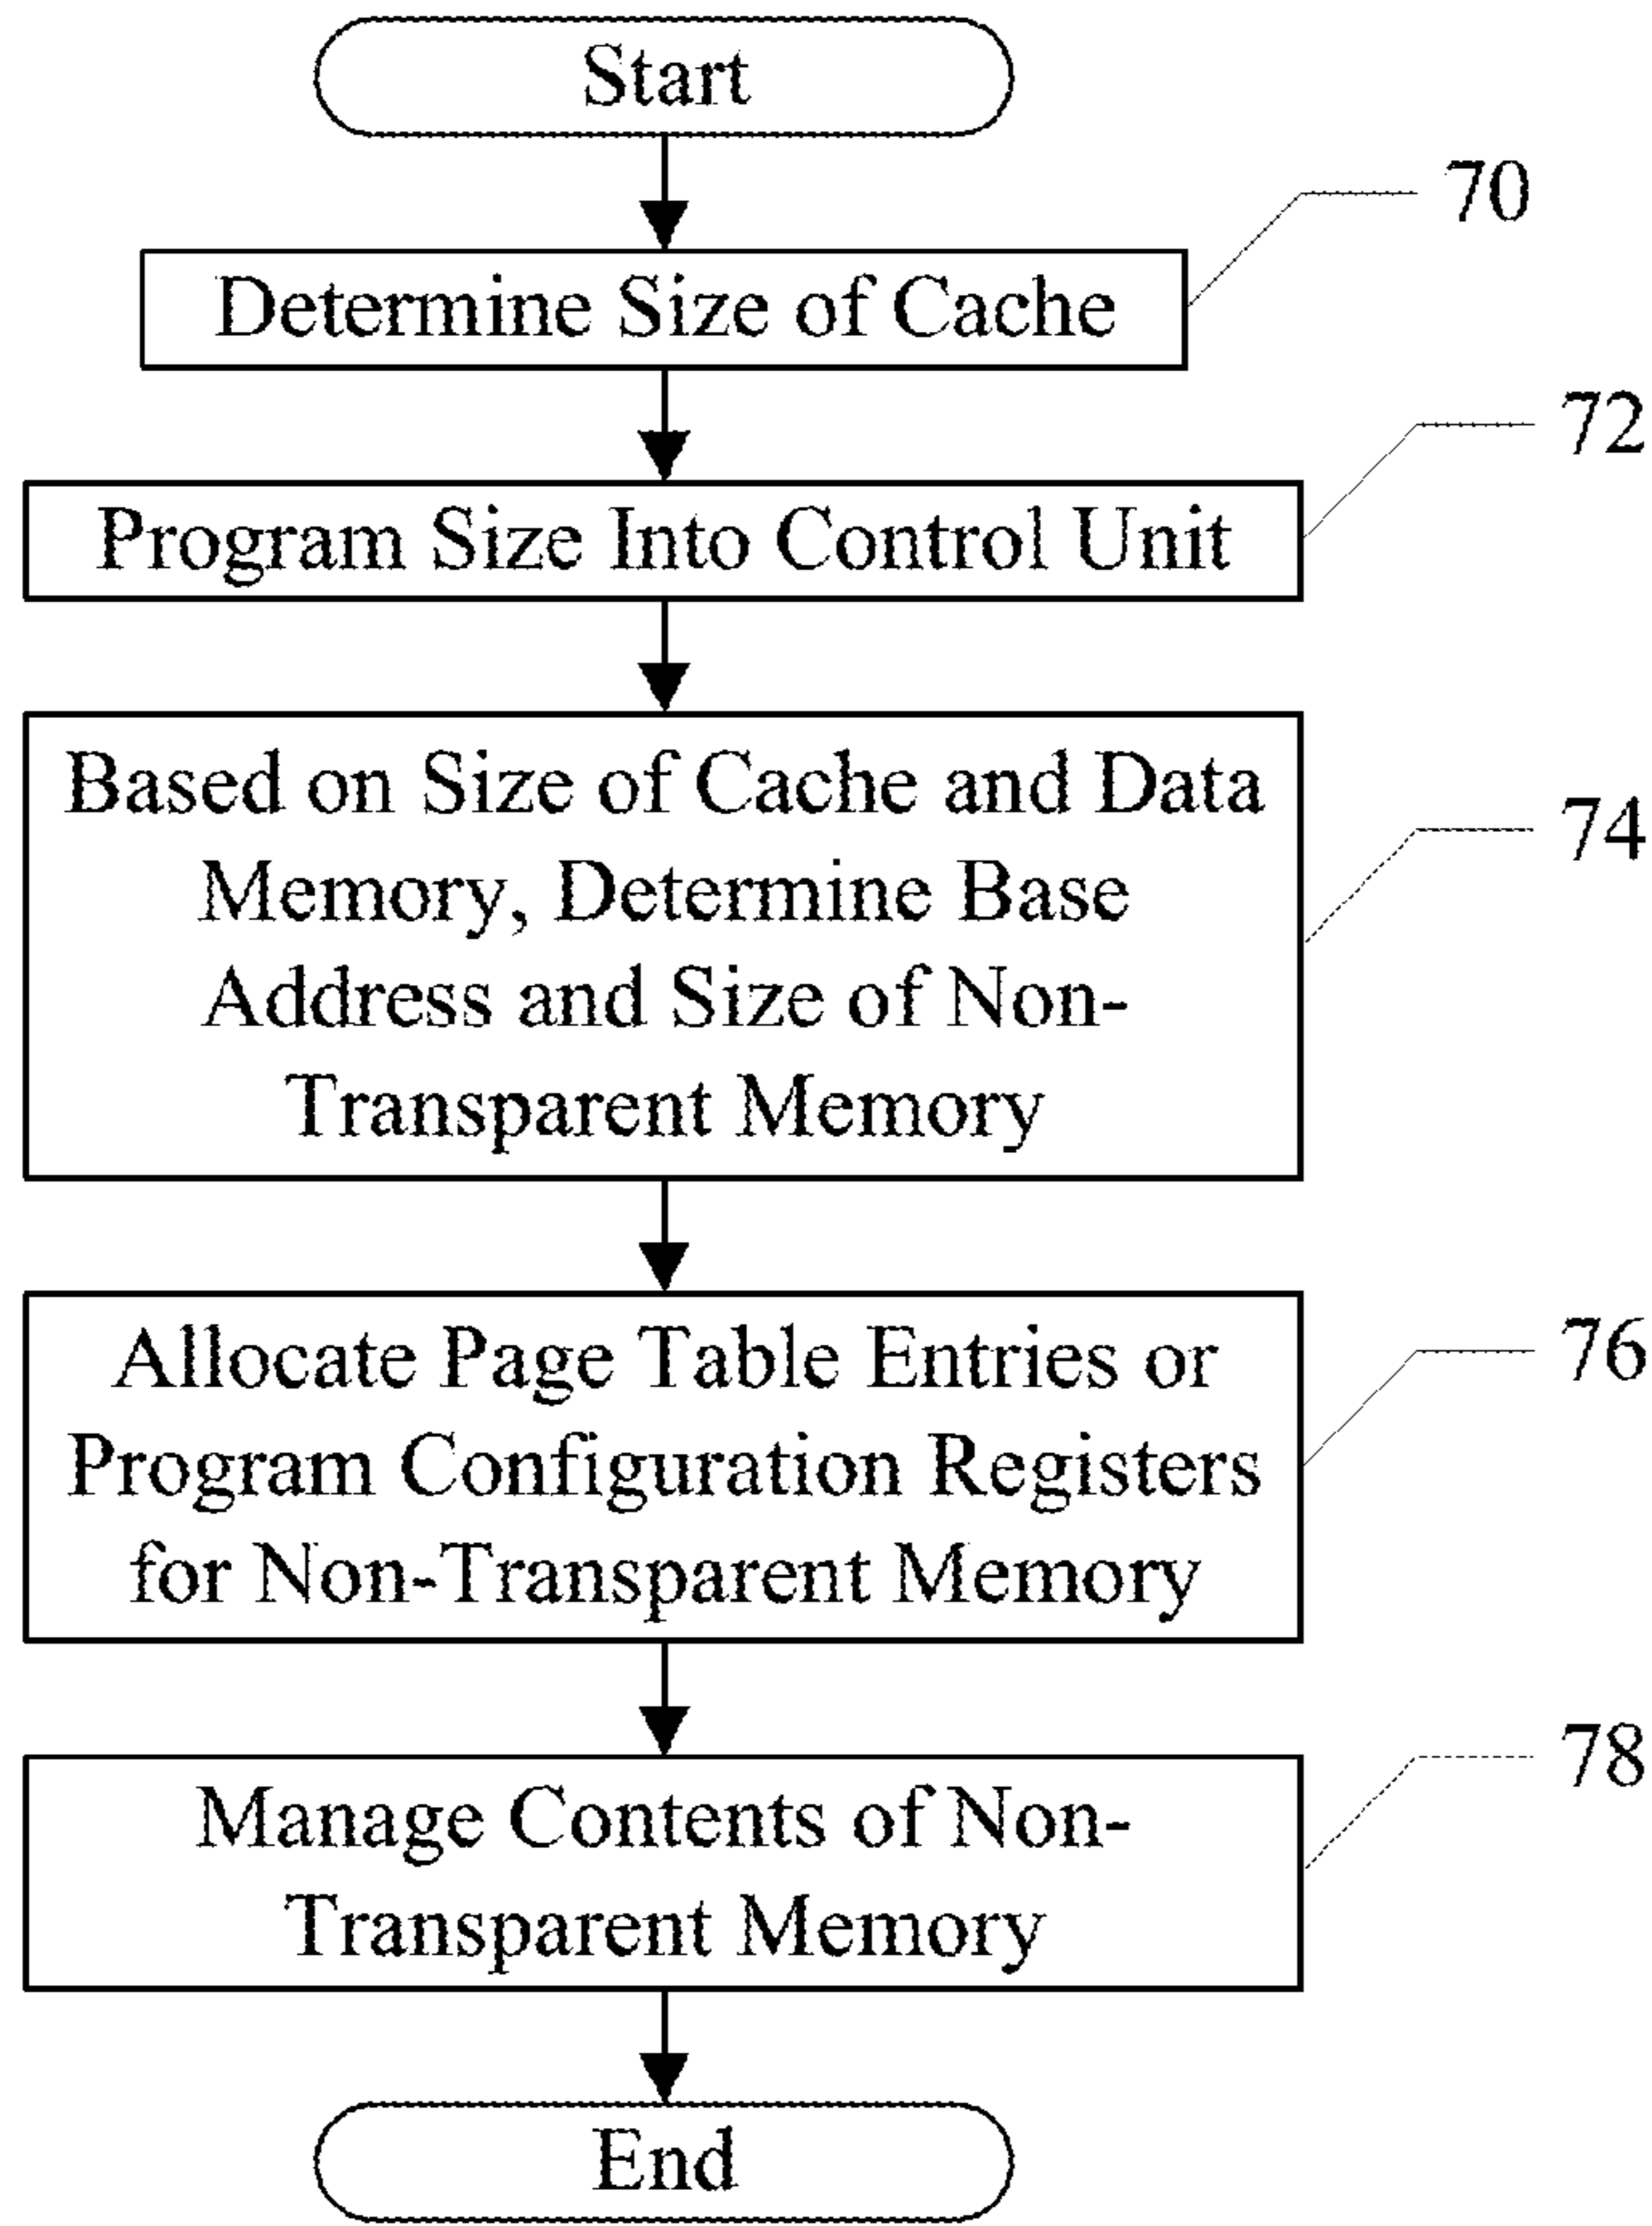 Start
70
Determine Size of Cache
72
Program Size Into Control Unit
74
Based on Size of Cache and Data
Memory, Determine Base
Address and Size of Non-
Transparent Memory
76
Allocate Page Table Entries or
Program Configuration Registers
for Non-Transparent Memory
78
Manage Contents of Non-
Transparent Memory
End